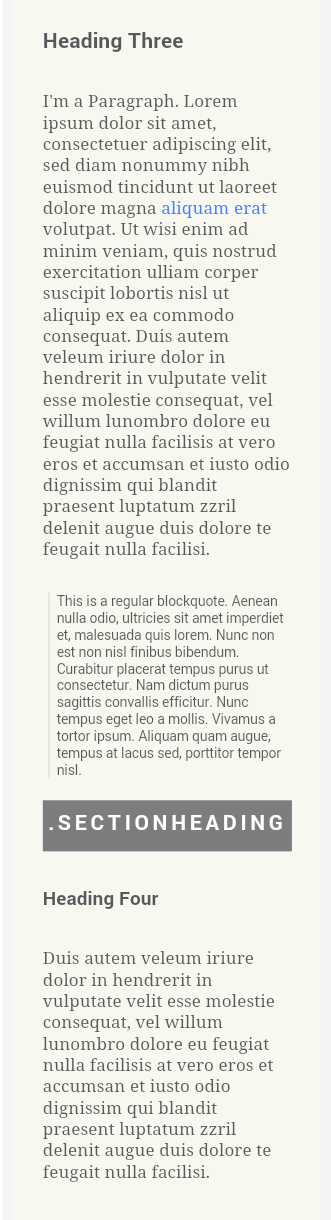 Heading Three
I'm a Paragraph. Lorem
ipsum dolor sit amet,
consectetuer adipiscing elit,
sed diam nonummy nibh
euismod tincidunt ut laoreet
dolore magna aliquam erat
volutpat. Ut wisi enim ad
minim veniam, quis nostrud
exercitation ulliam corper
suscipit lobortis nisl ut
aliquip ex ea commodo
consequat. Duis autem
veleum iriure dolor in
hendrerit in vulputate velit
esse molestie consequat, vel
willum lunombro dolore eu
feugiat nulla facilisis at vero
eros et accumsan et iusto odio
dignissim qui blandit
praesent luptatum zzril
delenit augue duis dolore te
feugait nulla facilisi.
This is a regular blockquote. Aenean
nulla odio, ultricies sit amet imperdiet
et, malesuada quis lorem. Nunc non
est non nisl finibus bibendum.
Curabitur placerat tempus purus ut
consectetur. Nam dictum purus
sagittis convallis efficitur. Nunc
tempus eget leo a mollis. Vivamus a
tortor ipsum. Aliquam quam augue,
tempus at lacus sed, porttitor tempor
nisl.
.SECTIONHEADING
Heading Four
Duis autem veleum iriure
dolor in hendrerit in
vulputate velit esse molestie
consequat, vel willum
lunombro dolore eu feugiat
nulla facilisis at vero eros et
accumsan et iusto odio
dignissim qui blandit
praesent luptatum zzril
delenit augue duis dolore te
feugait nulla facilisi.